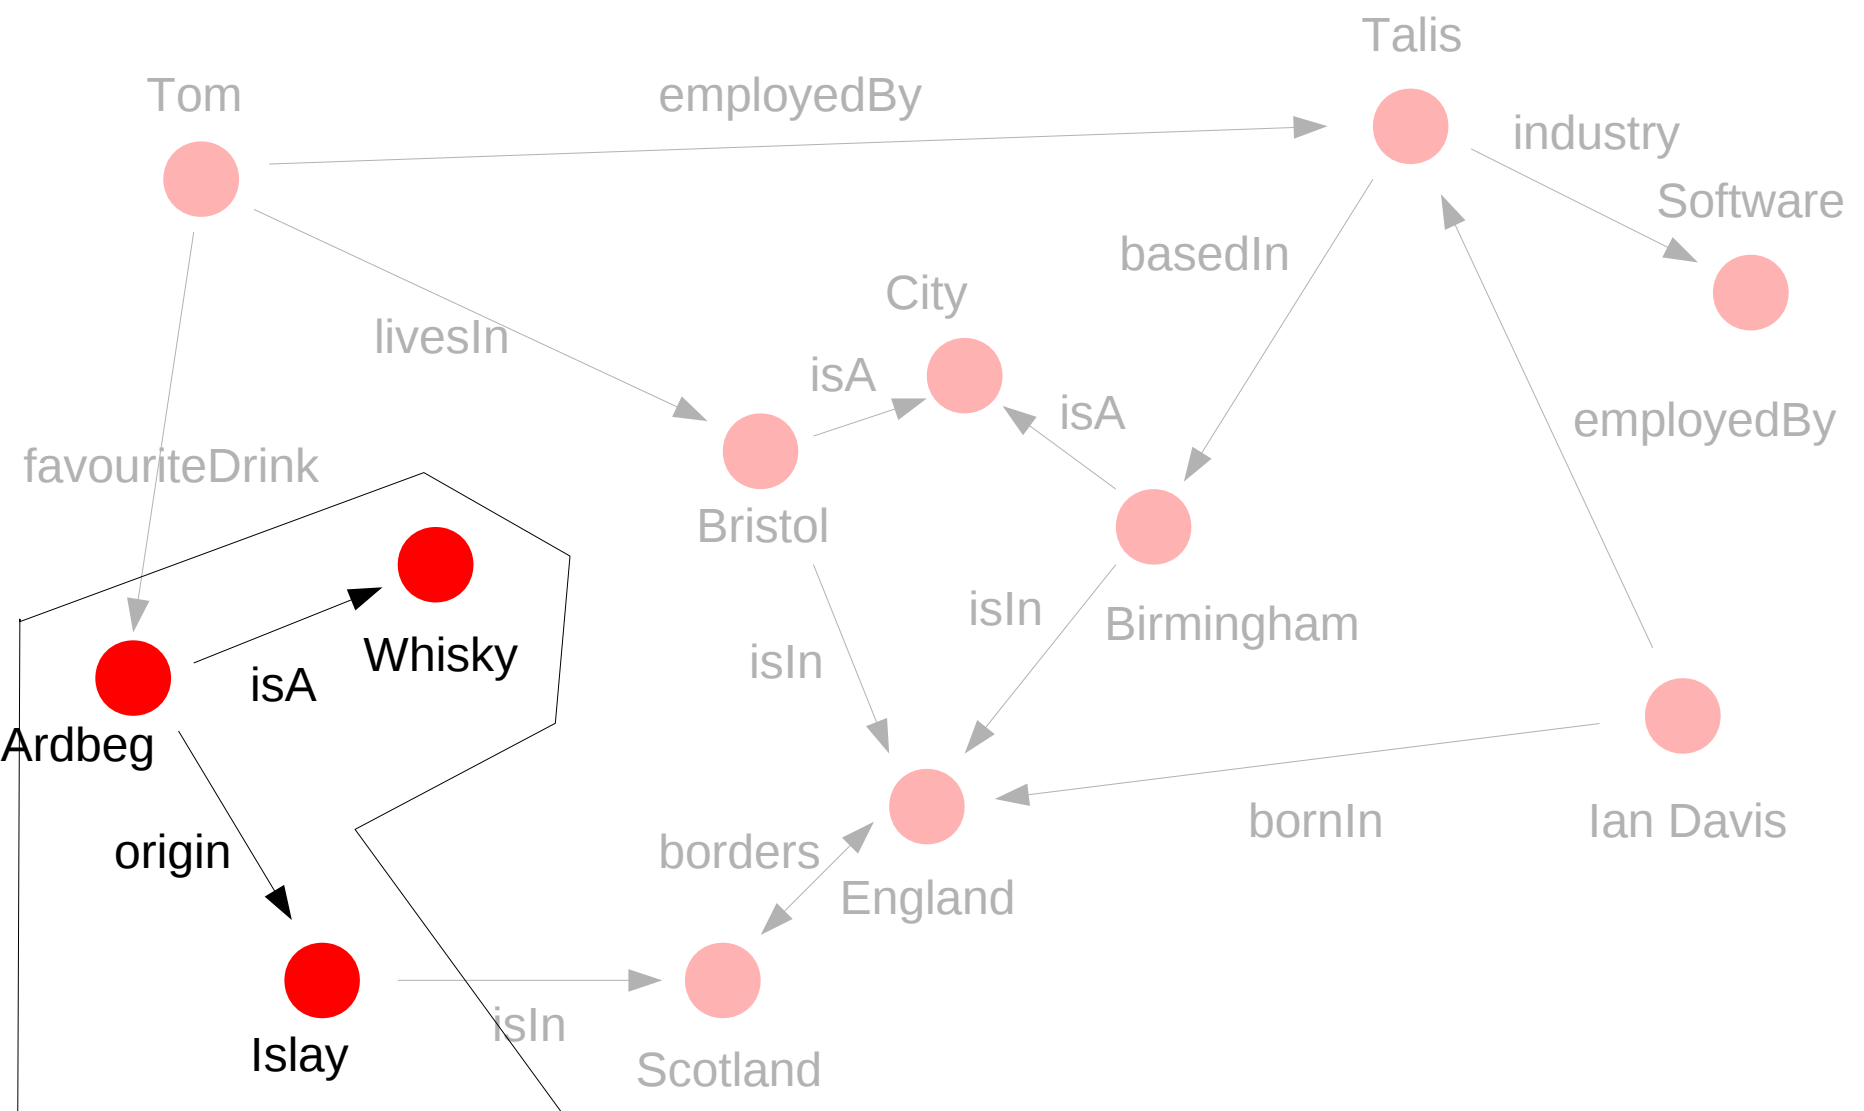 Talis
Tom
employedBy
industry
Software
basedIn
City
livesIn
isA
isA
employedBy
favouriteDrink
Bristol
isIn
Birmingham
Whisky
isIn
isA
Ardbeg
bornIn
Ian Davis
origin
borders
England
isIn
Islay
Scotland